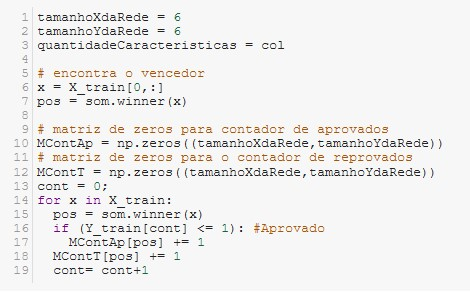 1 tamanhoXdaRede = 6
2 tamanhoYdaRede = 6
3 quantidadeCaracteristicas = col
4
5 # encontra o vencedor
6 x = X_train[0,:]
7 pos = som.winner(x)
8
9 # matriz de zeros para contador de aprovados
10 MContAp = np.zeros((tamanhoXdaRede,tamanhoYdaRede))
11 # matriz de zeros para o contador de reprovados
12 MContT = np.zeros((tamanhoXdaRede,tamanhoYdaRede))
13 cont = 0;
14 for x in X_train:
15   pos = som.winner(x)
16   if (Y_train[cont] <= 1): #Aprovado
17     MContAp[pos] += 1
18   MContT[pos] += 1
19   cont= cont+1